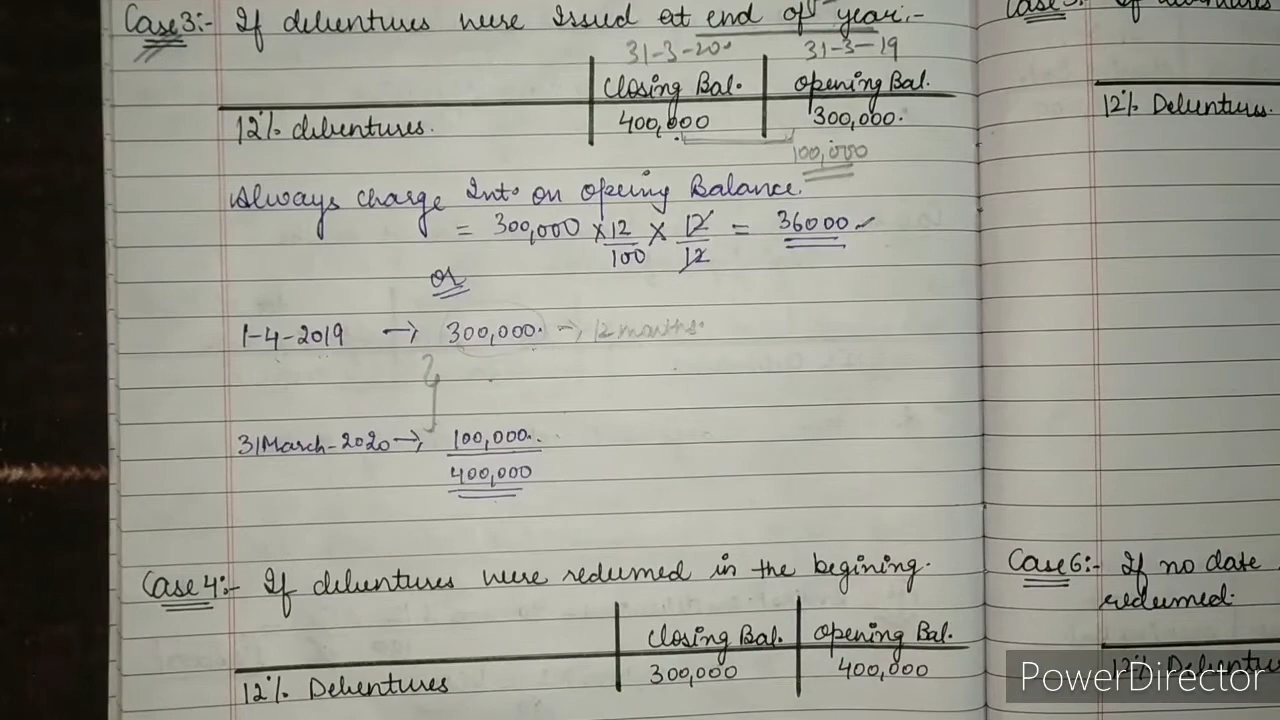 Case 3:- If debentures were Issued at end of year:-
31-3-20 31-3-19
Closing Bal. Opening Bal.
12% debentures. 400,000 300,000.
100,000
Always charge Int. on Opening Balance.
= 300,000 × 12/100 × 12/12 = 36000
or
1-4-2019 → 300,000. → 12 months.
31 March-2020 → 100,000.
400,000
Case 4:- If debentures were redeemed in the begining.
Closing Bal. Opening Bal.
12% Debentures 300,000 400,000
12% Debentures.
Case 6:- If no date
redeemed.
12% Debentu
PowerDirector